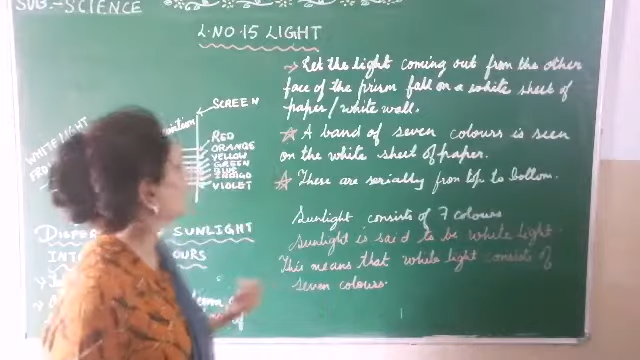 SUB.- SCIENCE
L.NO.15 LIGHT
SCREEN
WHITE LIGHT
RED
ORANGE
YELLOW
GREEN
BLUE
INDIGO
VIOLET
SUNLIGHT
OURS
→ Let the light coming out from the other
face of the prism fall on a white sheet of
paper/white wall.
☆ A band of seven colours is seen
on the white sheet of paper.
☆ These are serially from top to bottom.
Sunlight consists of 7 colours
Sunlight is said to be white light.
This means that white light consists of
seven colours.